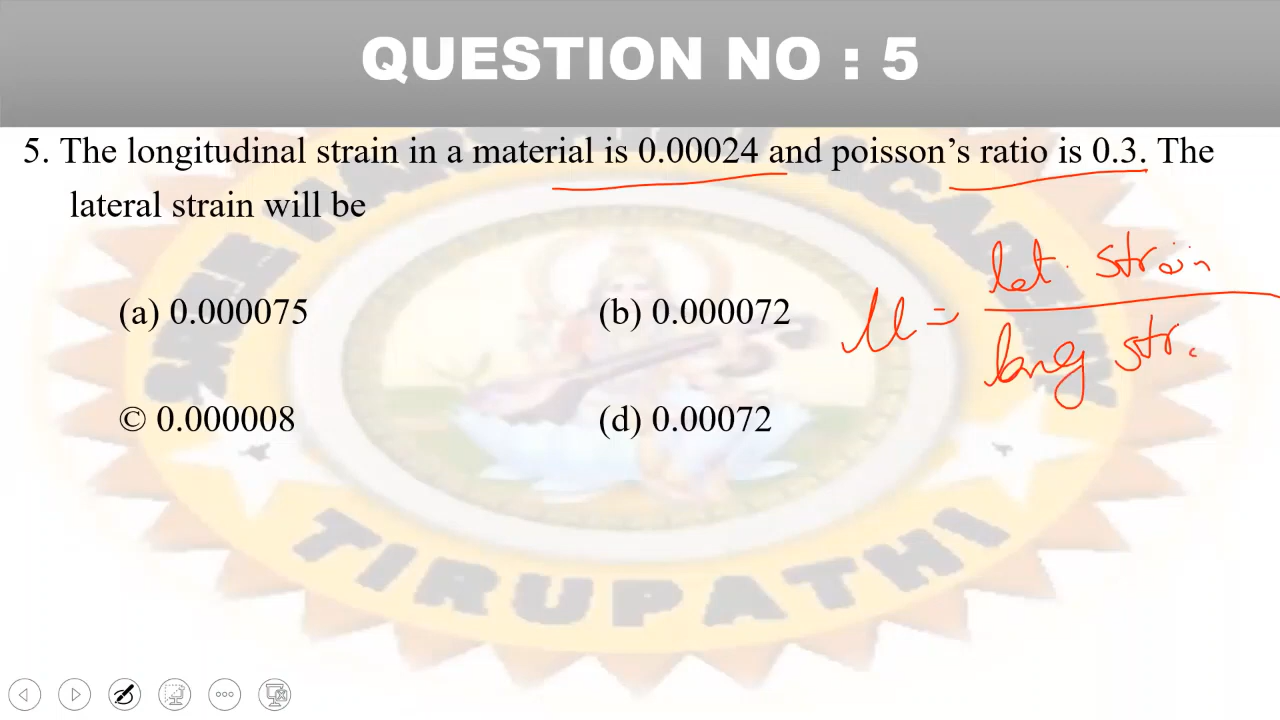 QUESTION NO : 5
5. The longitudinal strain in a material is 0.00024 and poisson’s ratio is 0.3. The
lateral strain will be
(a) 0.000075 (b) 0.000072
© 0.000008 (d) 0.00072
μ = lat. strain
long str.
TIRUPATHI